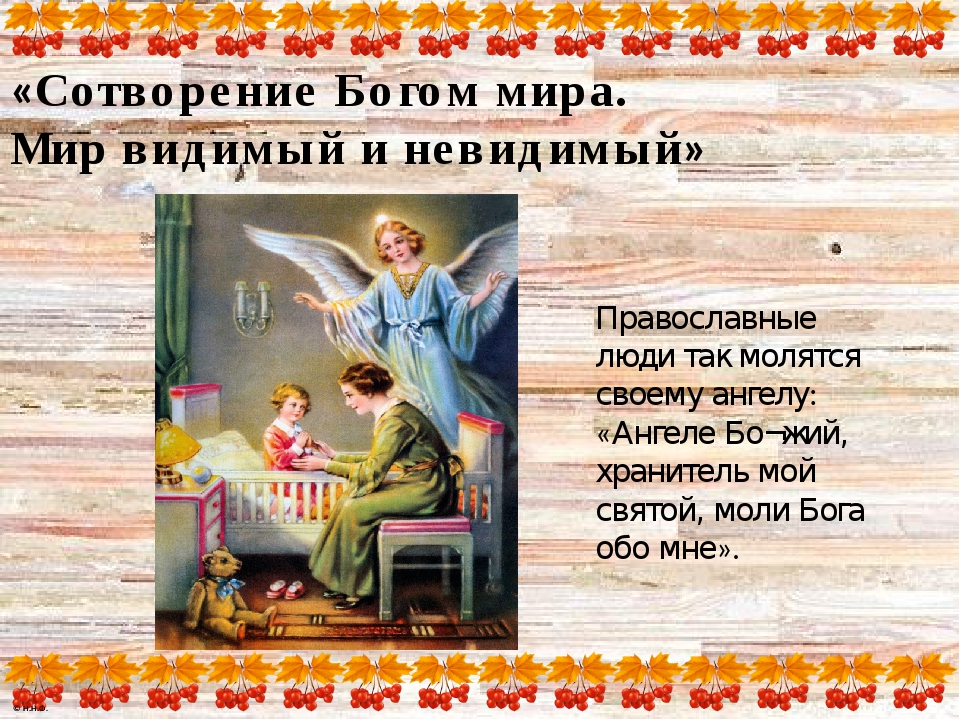 «Сотворение Богом мира.
Мир видимый и невидимый»
Православные
люди так молятся
своему ангелу:
«Ангеле Бо¬жий,
хранитель мой
святой, моли Бога
обо мне».